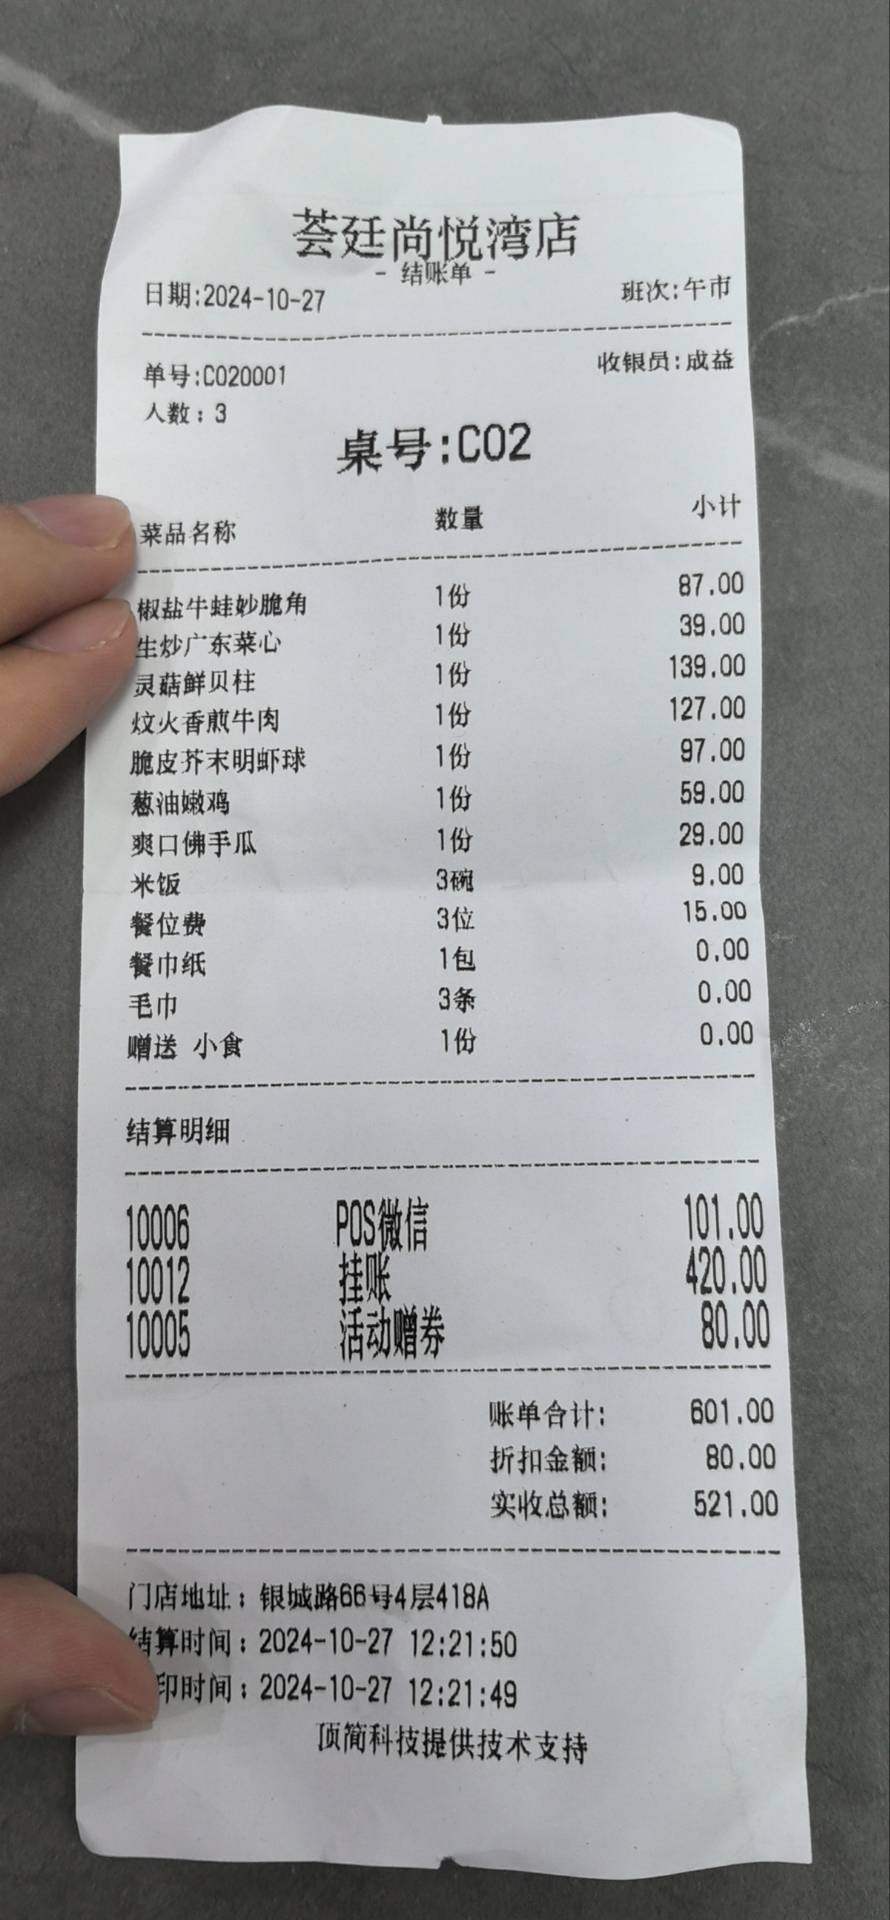 荟廷尚悦湾店
- 结账单 -
日期:2024-10-27 班次:午市
单号:C020001 收银员:成益
人数:3
桌号:C02
菜品名称 数量 小计
椒盐牛蛙妙脆角 1份 87.00
生炒广东菜心 1份 39.00
灵菇鲜贝柱 1份 139.00
炆火香煎牛肉 1份 127.00
脆皮芥末明虾球 1份 97.00
葱油嫩鸡 1份 59.00
爽口佛手瓜 1份 29.00
米饭 3碗 9.00
餐位费 3位 15.00
餐巾纸 1包 0.00
毛巾 3条 0.00
赠送 小食 1份 0.00
结算明细
10006 POS微信 101.00
10012 挂账 420.00
10005 活动赠券 80.00
账单合计: 601.00
折扣金额: 80.00
实收总额: 521.00
门店地址:银城路66号4层418A
结算时间:2024-10-27 12:21:50
印时间:2024-10-27 12:21:49
顶简科技提供技术支持